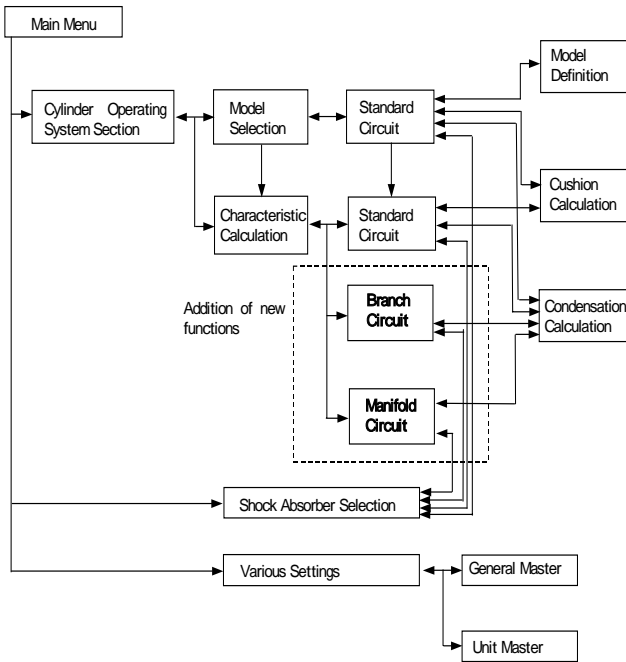 Main Menu
Cylinder Operating
System Section
Model
Selection
Standard
Circuit
Model
Definition
Characteristic
Calculation
Standard
Circuit
Cushion
Calculation
Addition of new
functions
Branch
Circuit
Condensation
Calculation
Manifold
Circuit
Shock Absorber Selection
Various Settings
General Master
Unit Master